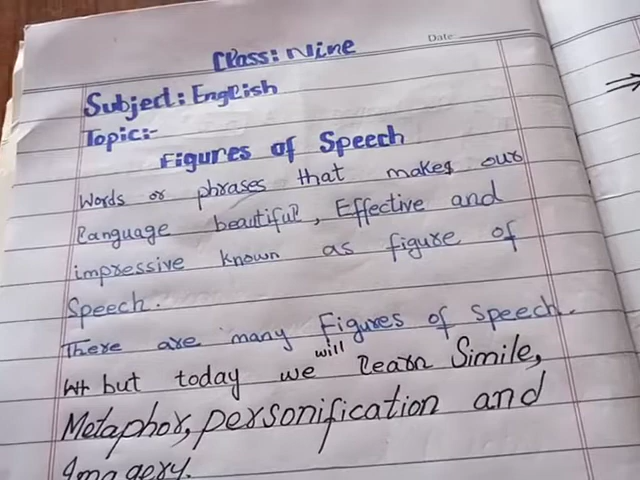 Date
Class: Nine
Subject: English
Topic:-
Figures of Speech
Words or phrases that makes our
language beautiful, Effective and
impressive known as figure of
Speech.
There are many Figures of Speech.
but today we will learn Simile,
Metaphor, personification and
Imagery.